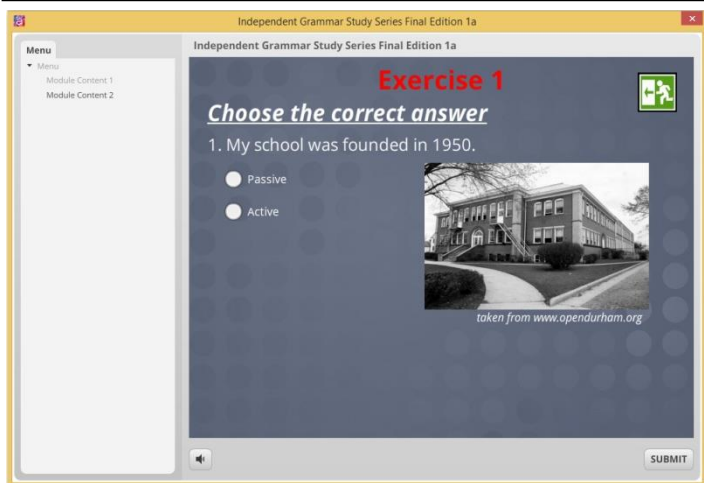 Independent Grammar Study Series Final Edition 1a
Menu
Menu
Module Content 1
Module Content 2
Independent Grammar Study Series Final Edition 1a
Exercise 1
Choose the correct answer
1. My school was founded in 1950.
Passive
Active
taken from www.opendurham.org
SUBMIT